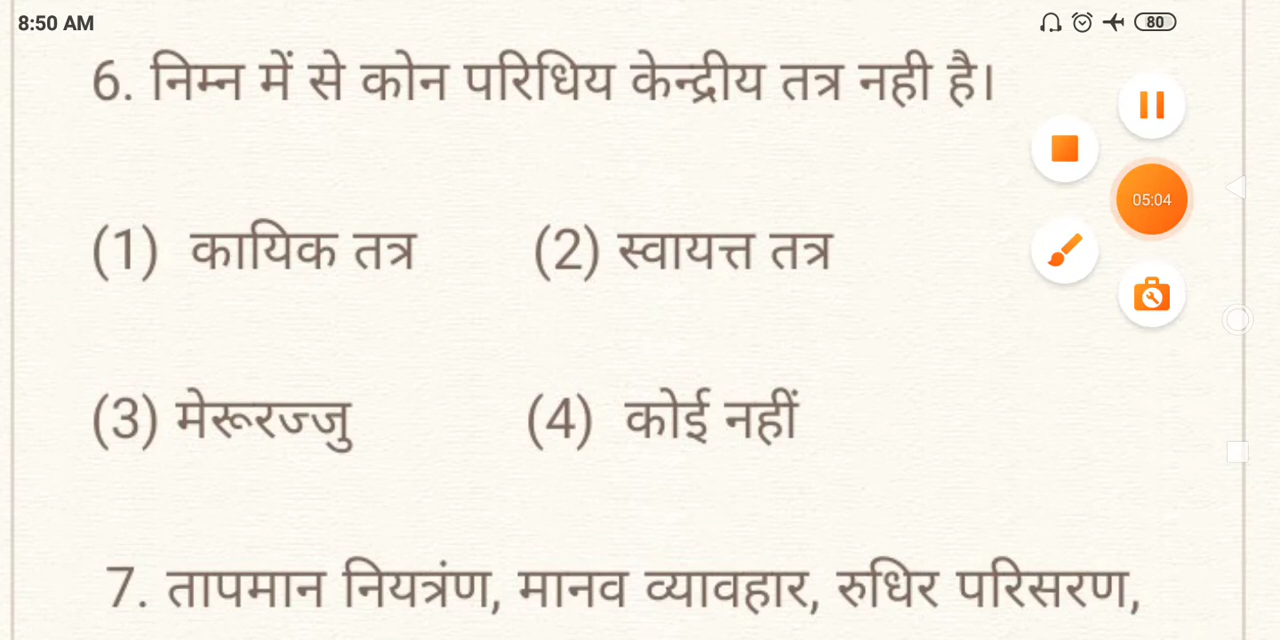 8:50 AM
80
6. निम्न में से कोन परिधिय केन्द्रीय तत्र नही है।
05:04
(1) कायिक तत्र (2) स्वायत्त तत्र
(3) मेरूरज्जु (4) कोई नहीं
7. तापमान नियत्रंण, मानव व्यावहार, रुधिर परिसरण,